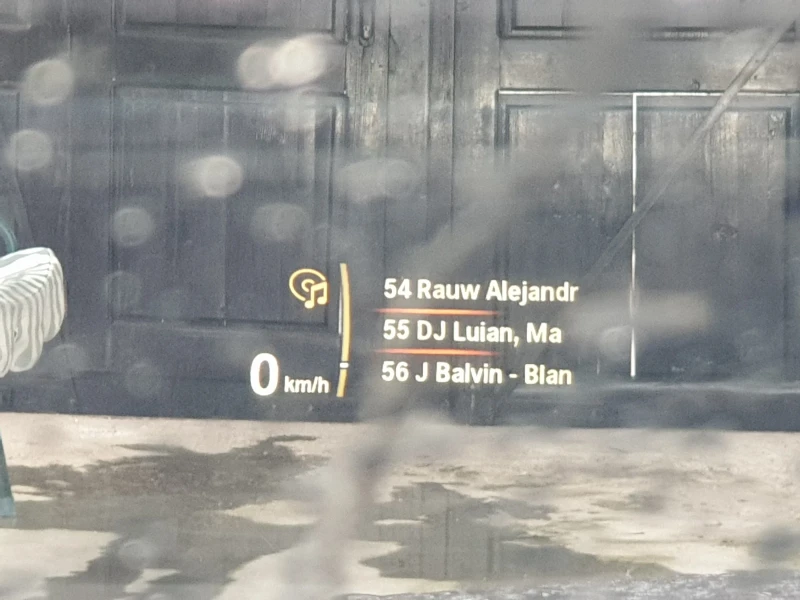 54 Rauw Alejandr
55 DJ Luian, Ma
0 km/h
56 J Balvin - Blan